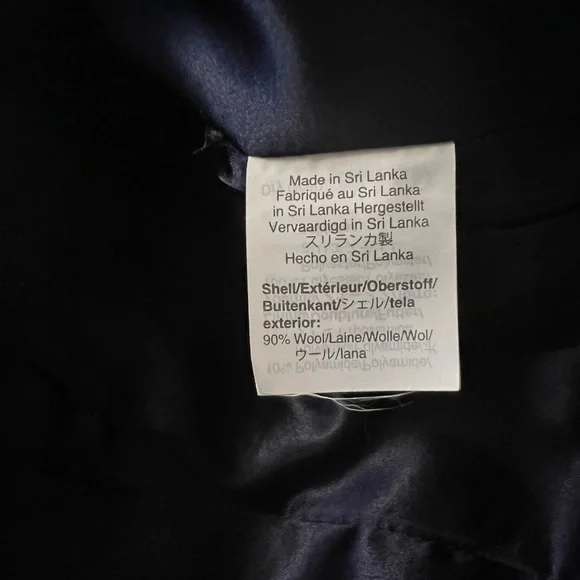 Made in Sri Lanka
Fabriqué au Sri Lanka
in Sri Lanka Hergestellt
Vervaardigd in Sri Lanka
スリランカ製
Hecho en Sri Lanka
Shell/Extérieur/Oberstoff/
Buitenkant/シェル/tela
exterior:
90% Wool/Laine/Wolle/Wol/
ウール/lana